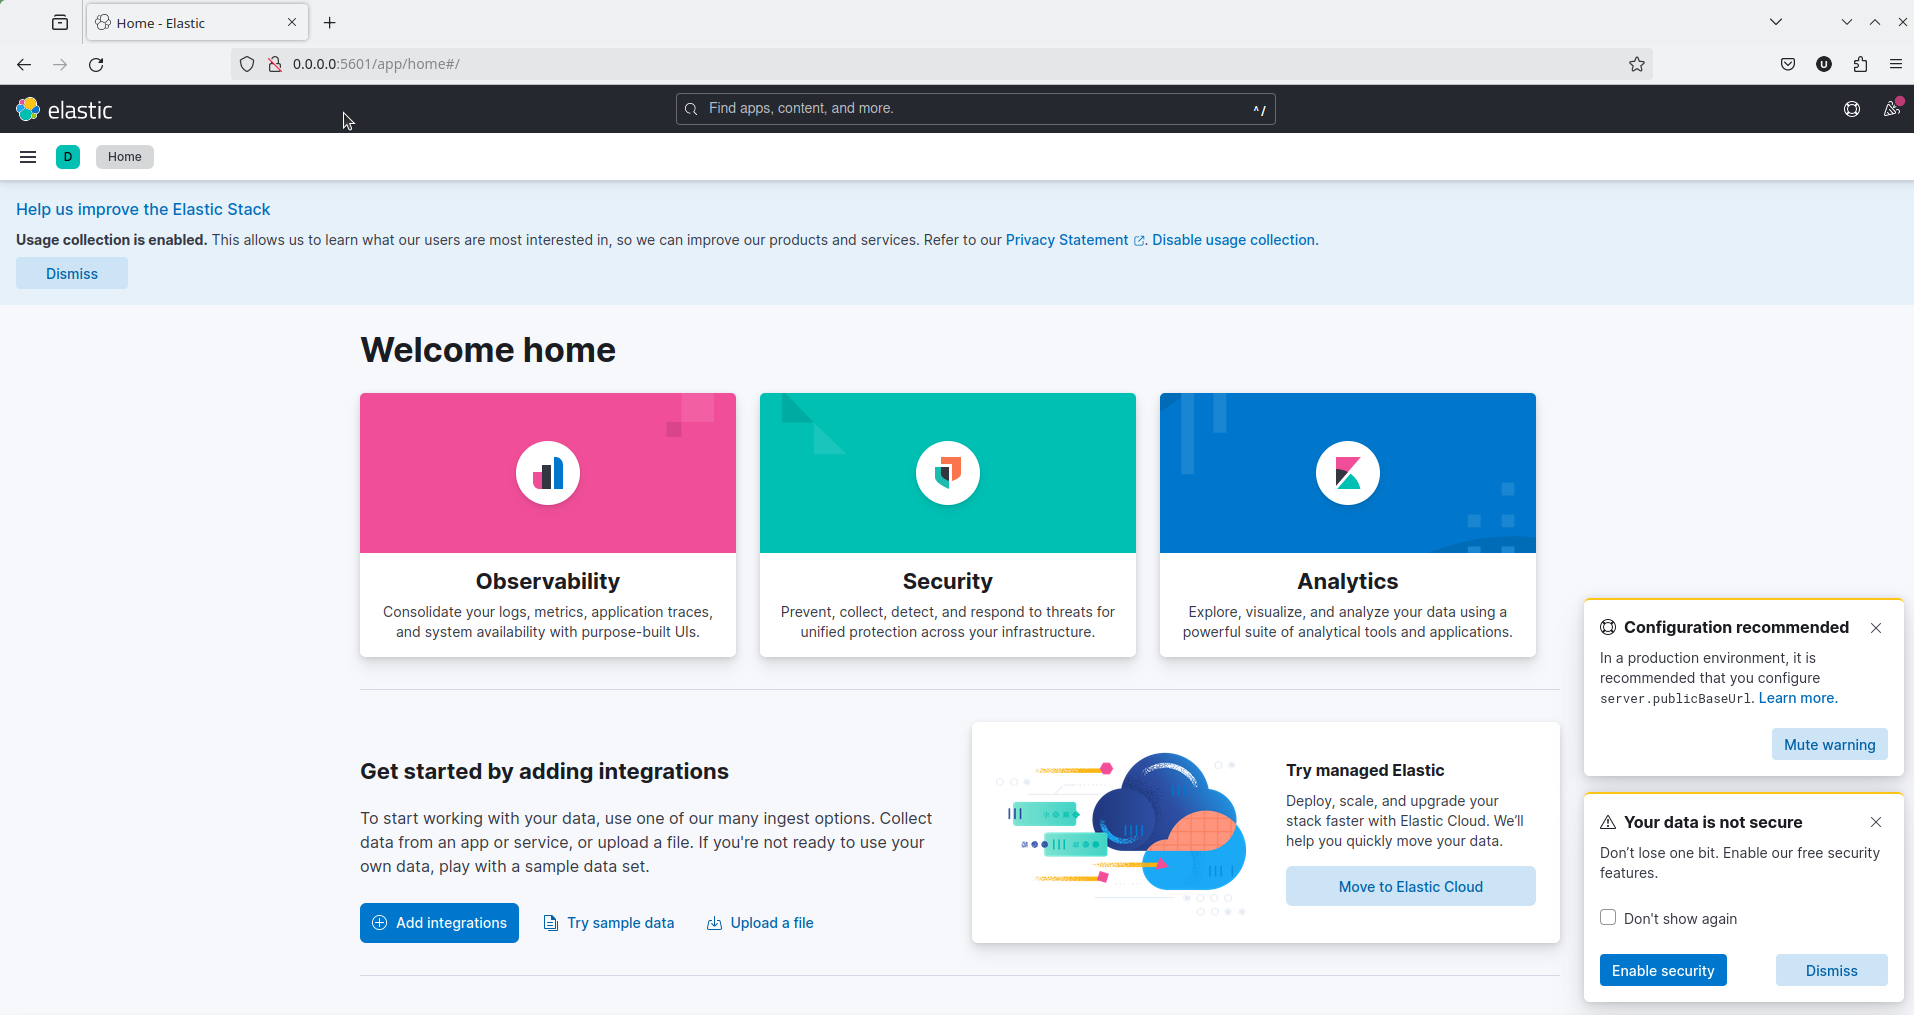 Home - Elastic
0.0.0.0:5601/app/home#/
U
elastic
Find apps, content, and more.
^ /
D
Home
Help us improve the Elastic Stack
Usage collection is enabled. This allows us to learn what our users are most interested in, so we can improve our products and services. Refer to our Privacy Statement. Disable usage collection.
Dismiss
Welcome home
Observability
Consolidate your logs, metrics, application traces,
and system availability with purpose-built UIs.
Security
Prevent, collect, detect, and respond to threats for
unified protection across your infrastructure.
Analytics
Explore, visualize, and analyze your data using a
powerful suite of analytical tools and applications.
Get started by adding integrations
To start working with your data, use one of our many ingest options. Collect
data from an app or service, or upload a file. If you're not ready to use your
own data, play with a sample data set.
Add integrations
Try sample data
Upload a file
Try managed Elastic
Deploy, scale, and upgrade your
stack faster with Elastic Cloud. We’ll
help you quickly move your data.
Move to Elastic Cloud
Configuration recommended
In a production environment, it is
recommended that you configure
server.publicBaseUrl. Learn more.
Mute warning
Your data is not secure
Don’t lose one bit. Enable our free security
features.
Don't show again
Enable security
Dismiss